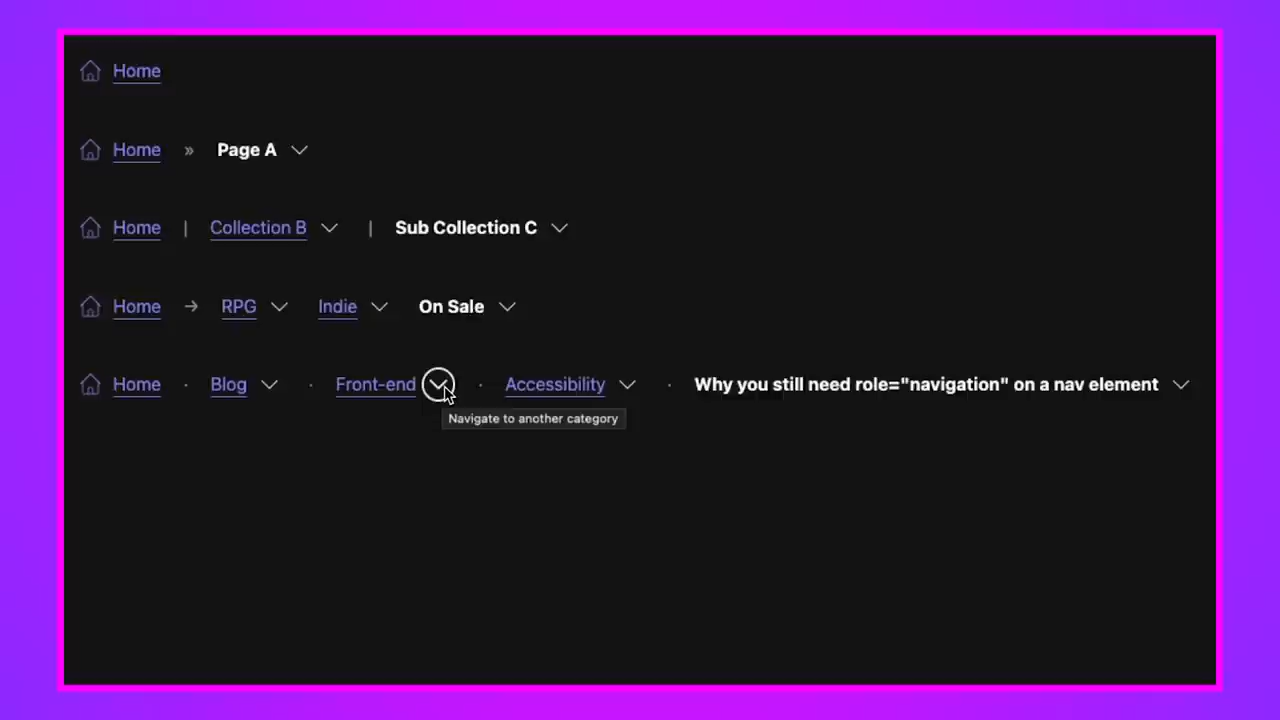 Home
Home » Page A
Home | Collection B | Sub Collection C
Home → RPG Indie On Sale
Home · Blog · Front-end · Accessibility · Why you still need role="navigation" on a nav element
Navigate to another category